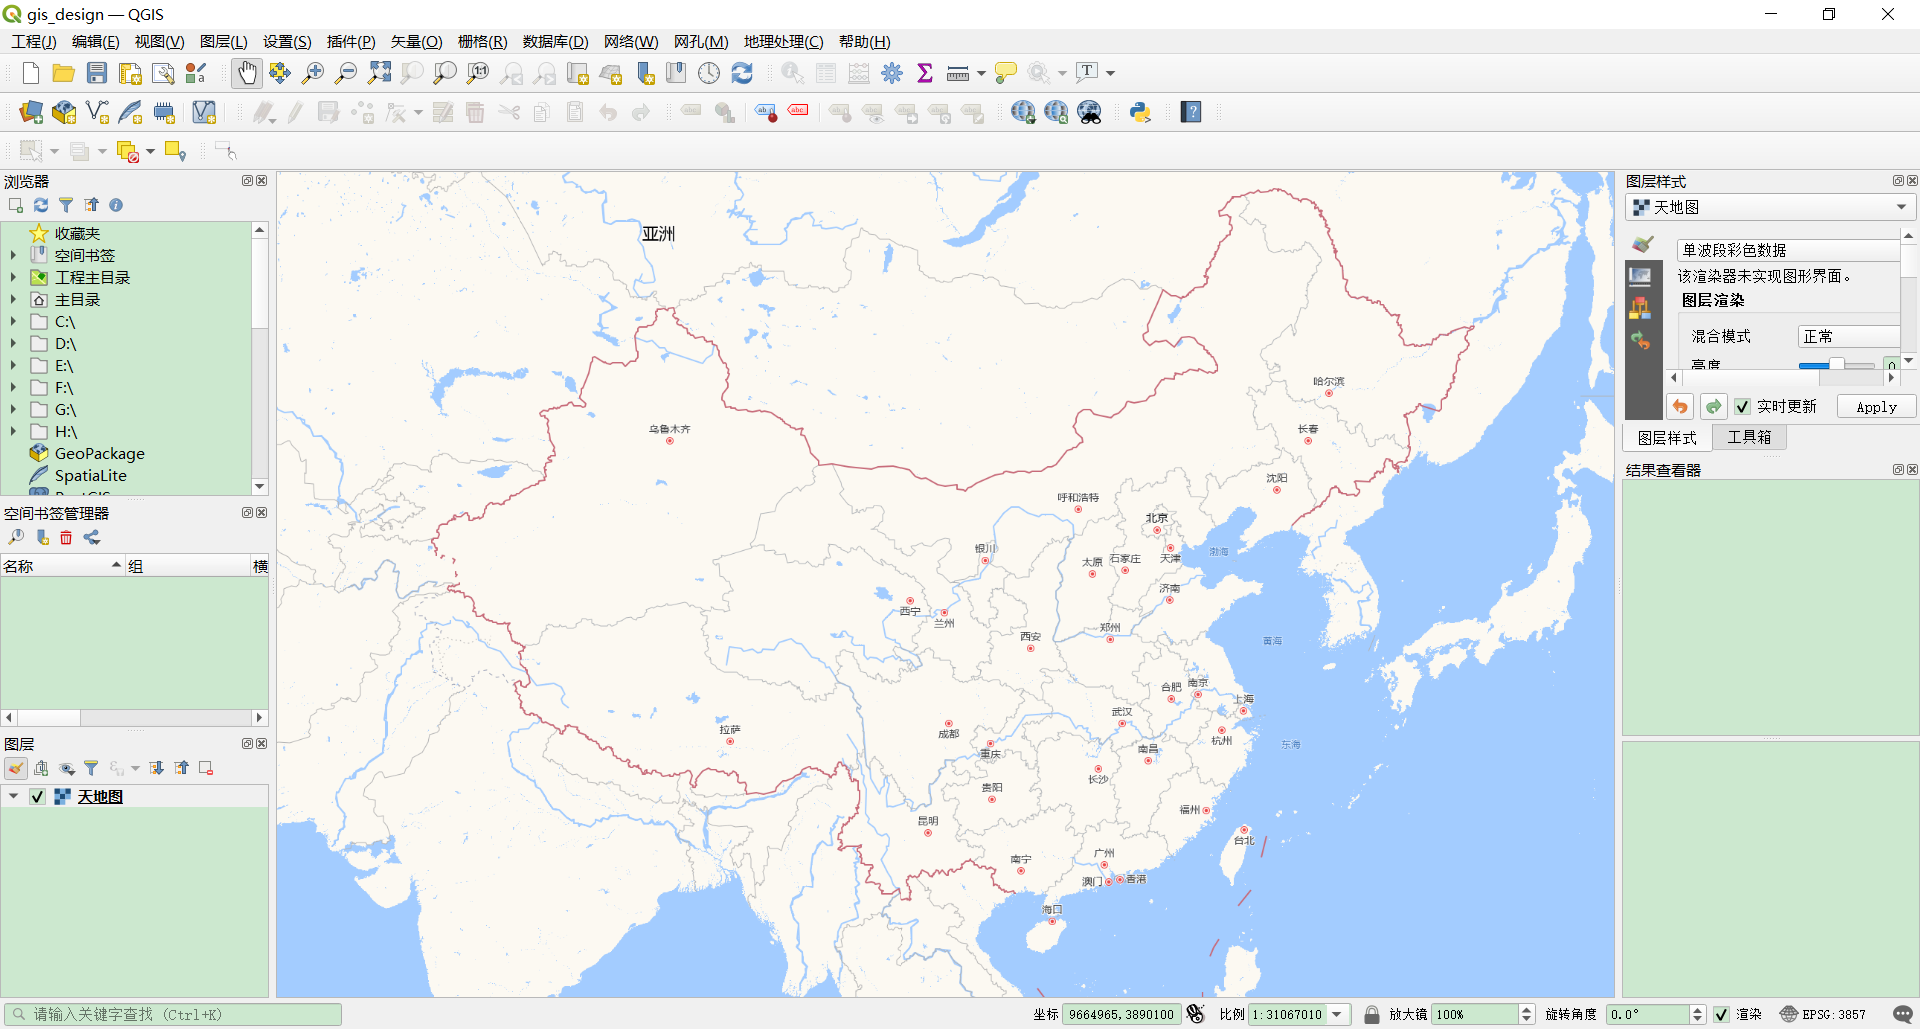 gis_design — QGIS
工程(J) 编辑(E) 视图(V) 图层(L) 设置(S) 插件(P) 矢量(O) 栅格(R) 数据库(D) 网络(W) 网孔(M) 地理处理(C) 帮助(H)
浏览器
收藏夹
空间书签
工程主目录
主目录
C:\
D:\
E:\
F:\
G:\
H:\
GeoPackage
SpatiaLite
PostGIS
空间书签管理器
名称 组 横
图层
天地图
亚洲
哈尔滨
乌鲁木齐
长春
沈阳
呼和浩特
北京
银川
太原 石家庄 天津
渤海
济南
西宁
兰州
西安
郑州
黄海
合肥 南京
上海
武汉
拉萨
成都
重庆
南昌
杭州
东海
长沙
贵阳
福州
昆明
台北
南宁
广州
澳门 香港
海口
图层样式
天地图
单波段彩色数据
该渲染器未实现图形界面。
图层渲染
混合模式 正常
高度 0
实时更新 Apply
图层样式 工具箱
结果查看器
请输入关键字查找 (Ctrl+K)
坐标 9664965,3890100 比例 1:31067010 放大镜 100% 旋转角度 0.0° 渲染 EPSG:3857